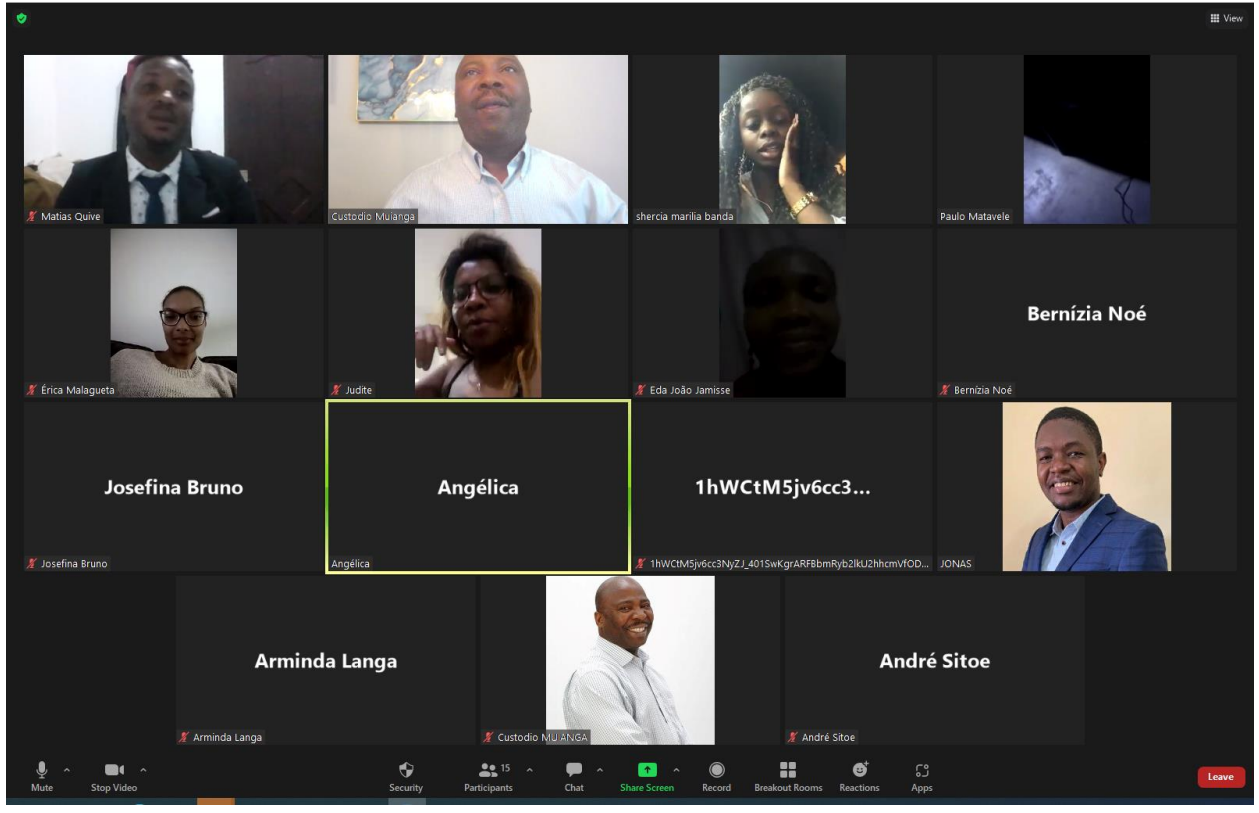 View
Matias Quive
Custodio Muianga
shercia marilia banda
Paulo Matavele
Érica Malagueta
Judite
Eda João Jamisse
Bernízia Noé
Bernízia Noé
Josefina Bruno
Angélica
1hWCtM5jv6cc3...
Josefina Bruno
Angélica
1hWCtM5jv6cc3NyZJ_401SwKgrARFBbmRyb2lkU2hhcmVfOD...
JONAS
Arminda Langa
André Sitoe
Arminda Langa
Custodio MUIANGA
André Sitoe
15
Mute
Stop Video
Security
Participants
Chat
Share Screen
Record
Breakout Rooms
Reactions
Apps
Leave